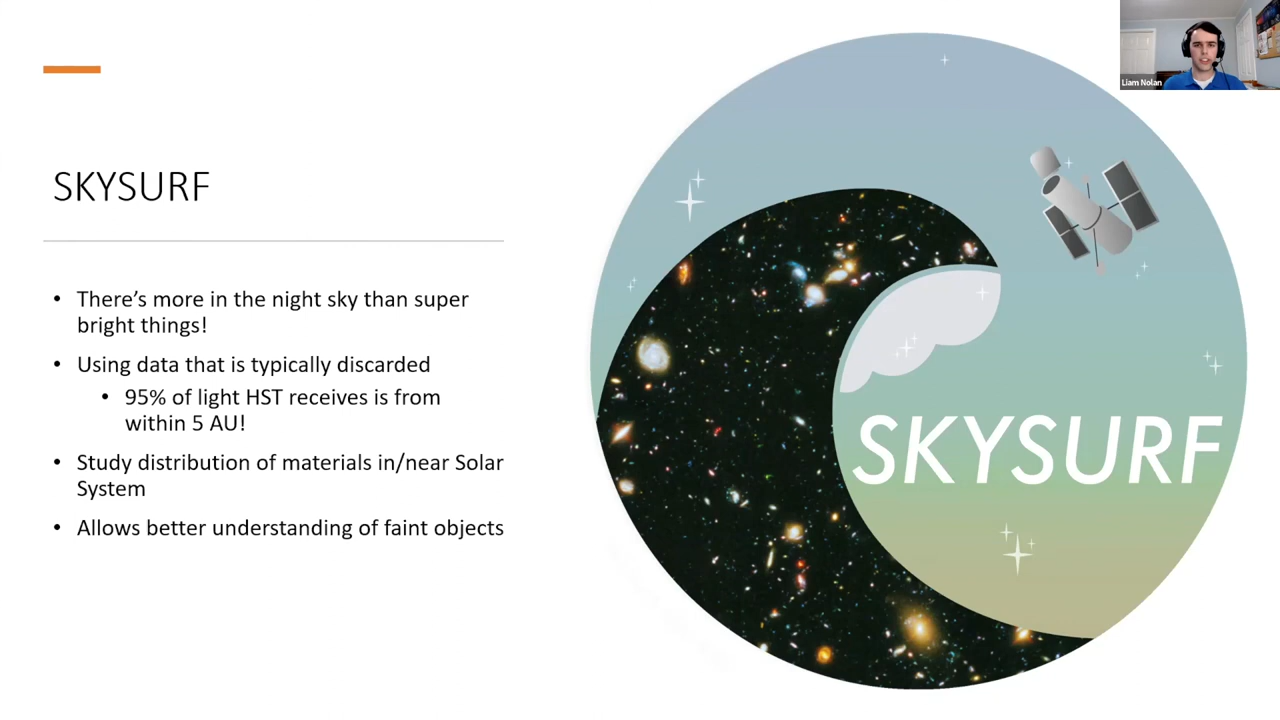 Liam Nolan
SKYSURF
• There’s more in the night sky than super
bright things!
• Using data that is typically discarded
• 95% of light HST receives is from
within 5 AU!
• Study distribution of materials in/near Solar
System
• Allows better understanding of faint objects
SKYSURF